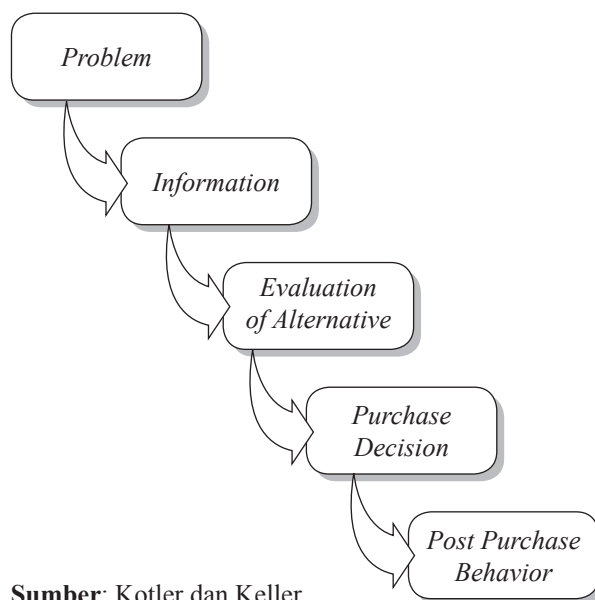 Problem
Information
Evaluation
of Alternative
Purchase
Decision
Post Purchase
Behavior
Sumber: Kotler dan Keller